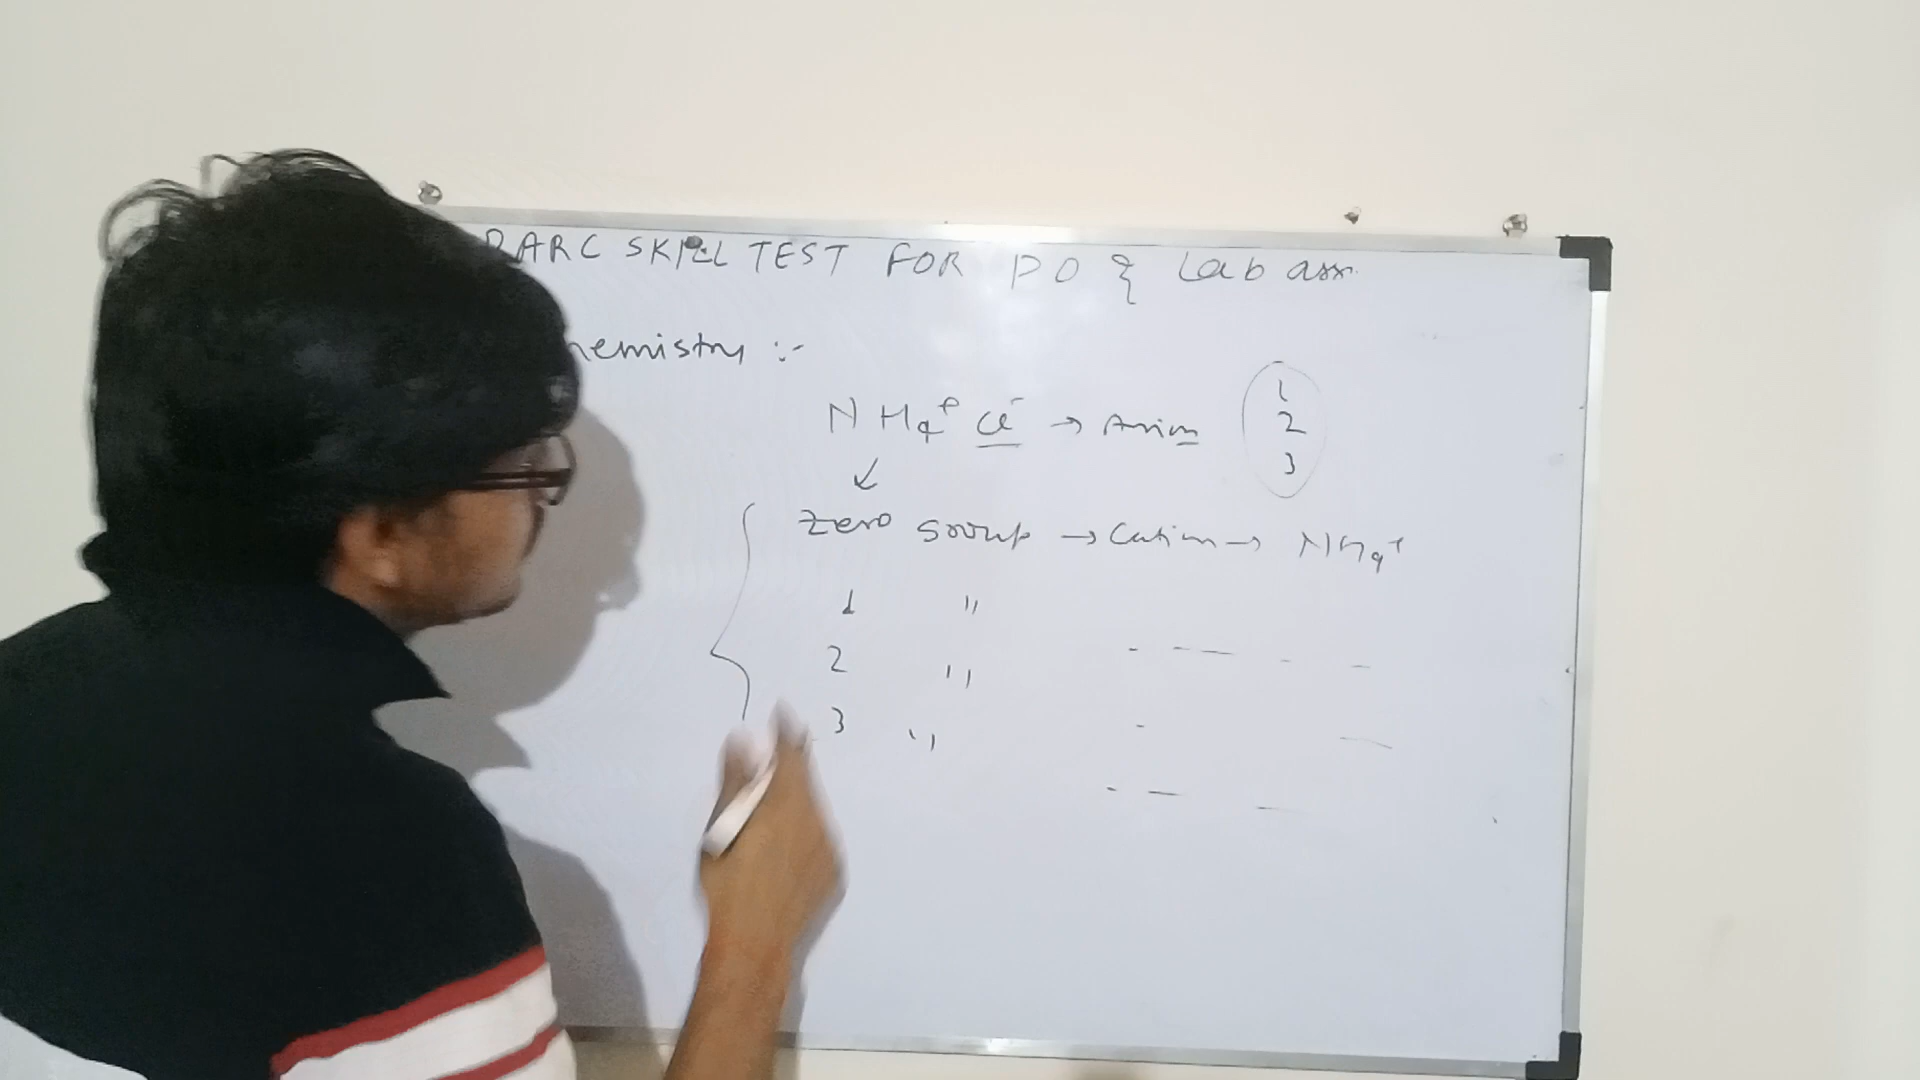 BARC SKILL TEST FOR PO & Lab ass.
hemistry :-
NH4+ Cl- → Anion
1
2
3
↙
Zero Group → Cation → NH4+
1 "
2 "
3 "